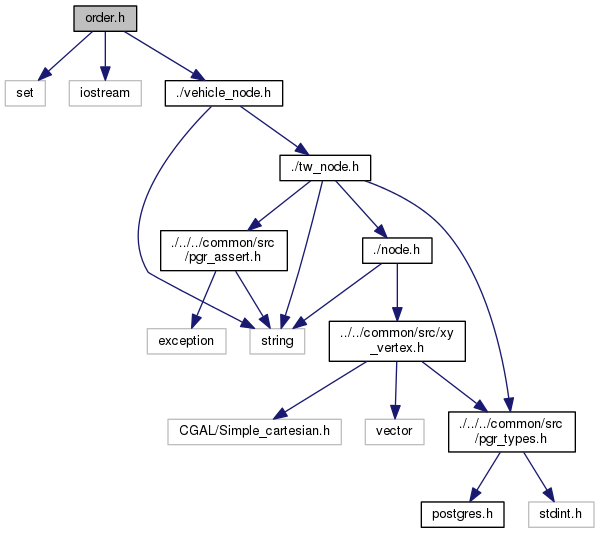 order.h
set
iostream
./vehicle_node.h
./tw_node.h
./../../common/src
/pgr_assert.h
./node.h
exception
string
../../common/src/xy
_vertex.h
CGAL/Simple_cartesian.h
vector
./../../common/src
/pgr_types.h
postgres.h
stdint.h